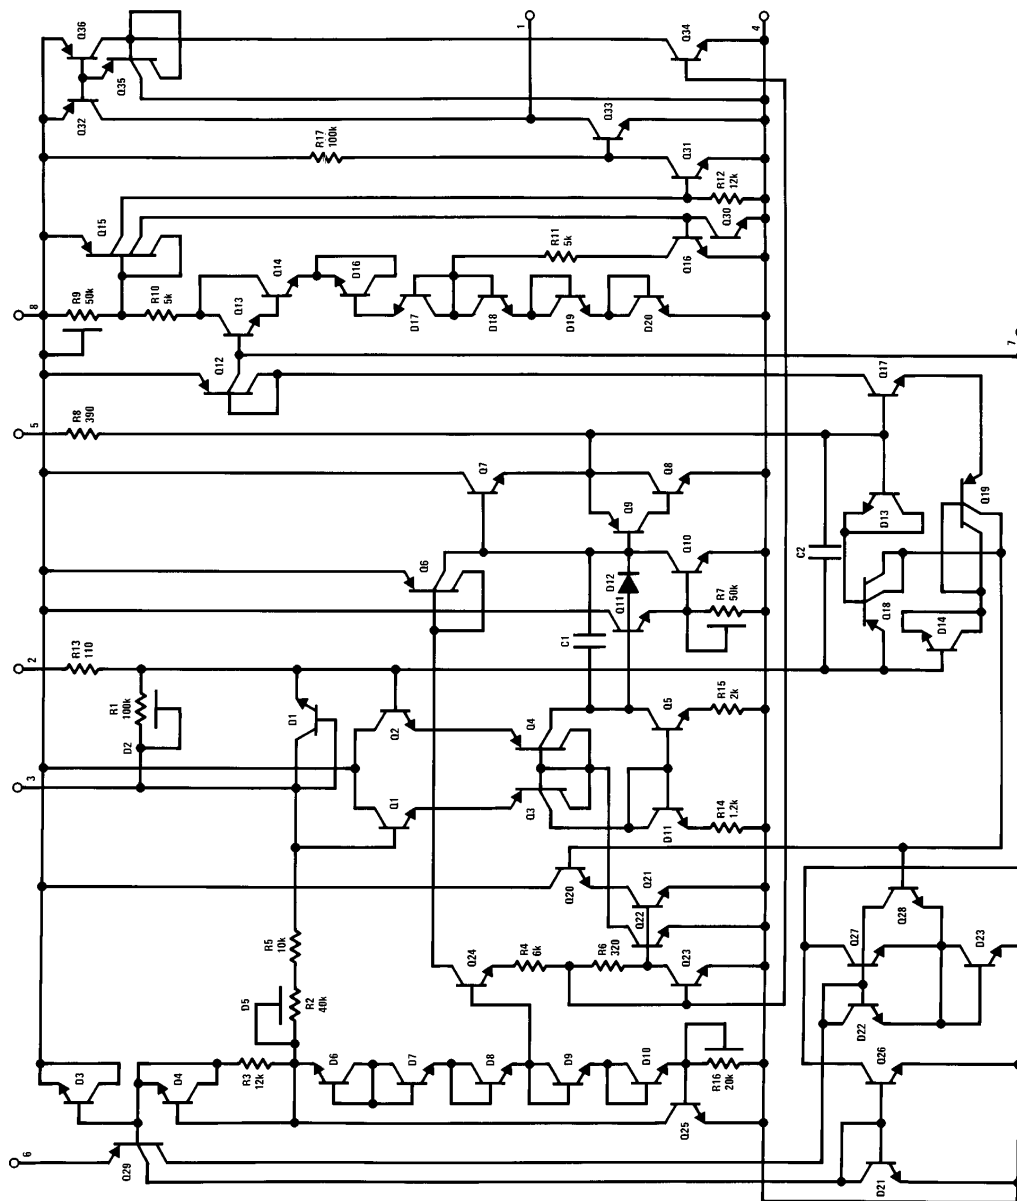 6
3
2
5
8
D3
R13
110
R8
390
R9
50k
Q32
Q36
Q29
D2
R1
100k
Q35
R10
5k
D4
Q12
Q15
R3
12k
D5
R2
40k
R5
10k
D1
Q13
Q14
R17
100k
D6
Q1
Q2
D16
D7
Q24
Q6
Q7
D17
D8
R4
6k
Q3
Q4
D18
R11
5k
1
D9
R6
320
Q20
C1
Q11
D12
Q9
D19
Q33
D10
Q22
Q21
D11
Q5
Q10
Q8
D20
Q16
Q31
Q34
Q25
R16
20k
Q23
R14
1.2k
R15
2k
R7
50k
Q30
R12
12k
4
C2
D22
Q27
Q18
D13
Q17
D21
Q26
Q28
D14
Q19
D23
7